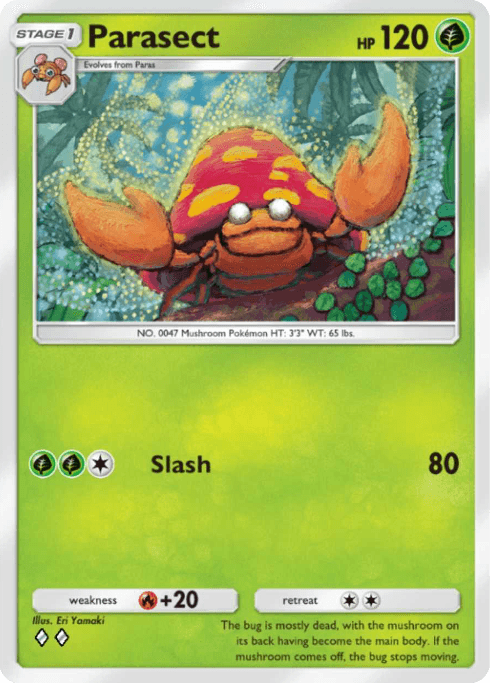 STAGE 1 Parasect HP 120
Evolves from Paras
NO. 0047 Mushroom Pokémon HT: 3'3" WT: 65 lbs.
Slash 80
weakness +20 retreat
Illus. Eri Yamaki
The bug is mostly dead, with the mushroom on
its back having become the main body. If the
mushroom comes off, the bug stops moving.